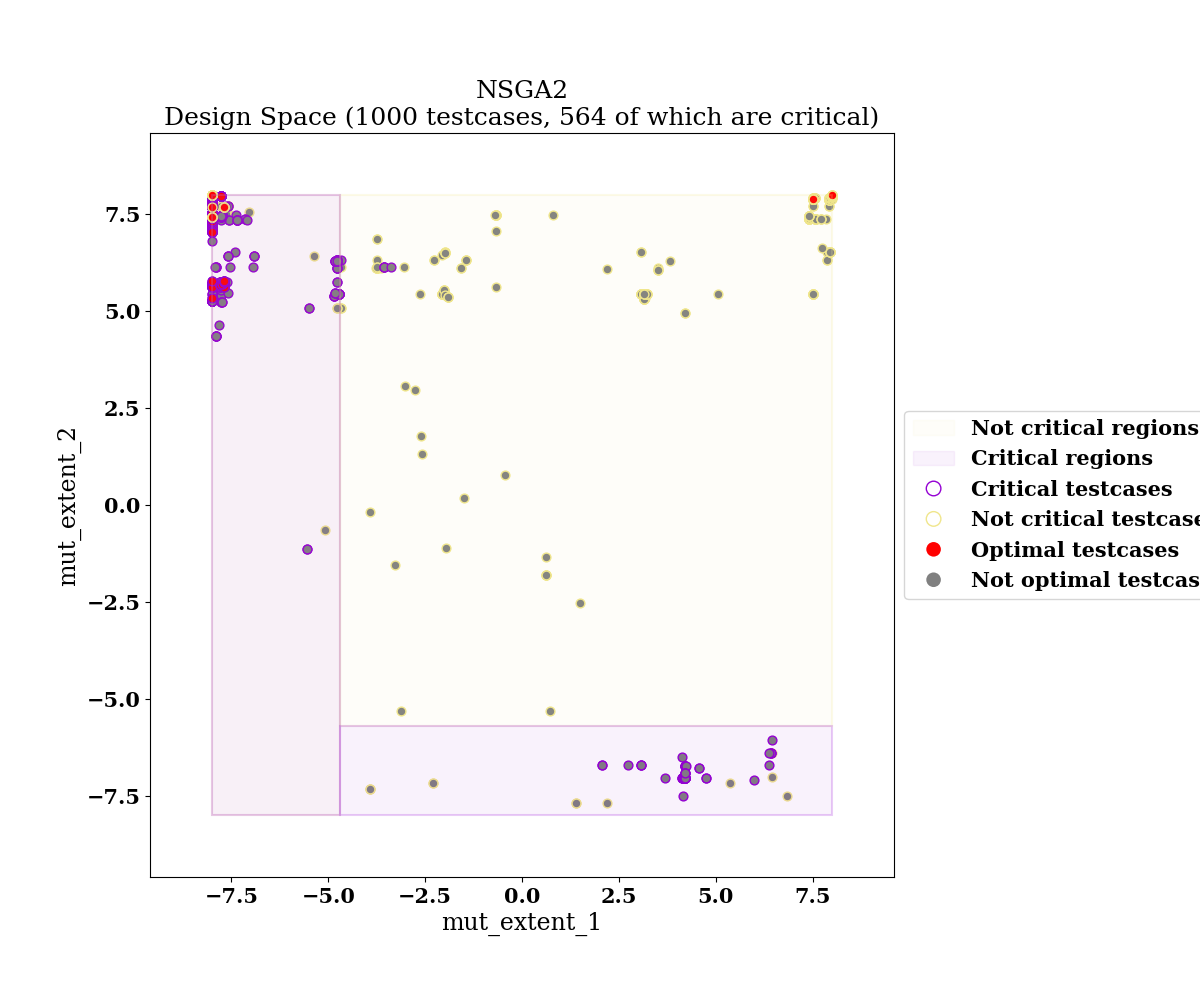 NSGA2
Design Space (1000 testcases, 564 of which are critical)
7.5
5.0
2.5
0.0
−2.5
−5.0
−7.5
mut_extent_2
−7.5 −5.0 −2.5 0.0 2.5 5.0 7.5
mut_extent_1
Not critical regions
Critical regions
Critical testcases
Not critical testcase
Optimal testcases
Not optimal testcas